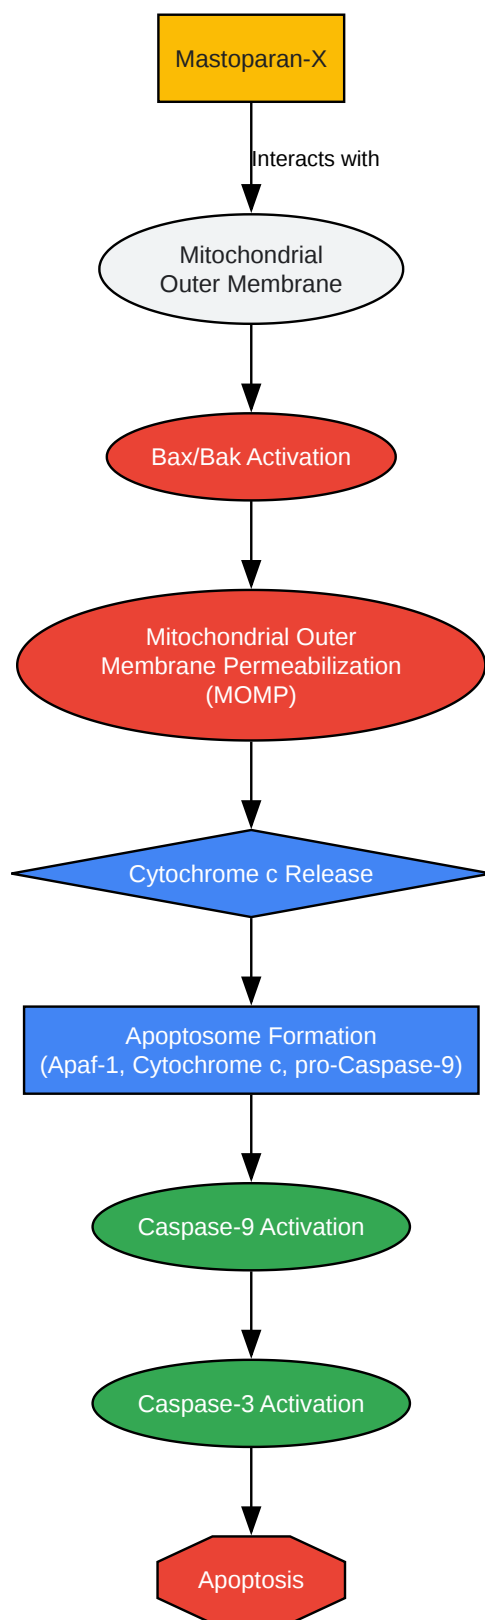 Mastoparan-X
Interacts with
Mitochondrial
Outer Membrane
Bax/Bak Activation
Mitochondrial Outer
Membrane Permeabilization
(MOMP)
Cytochrome c Release
Apoptosome Formation
(Apaf-1, Cytochrome c, pro-Caspase-9)
Caspase-9 Activation
Caspase-3 Activation
Apoptosis